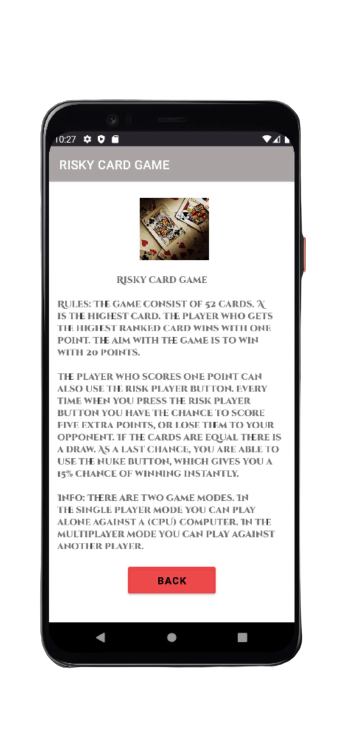 10:27
RISKY CARD GAME
Risky Card Game
Rules: The game consist of 52 cards. A
is the highest card. The player who gets
the highest ranked card wins with one
point. The aim with the game is to win
with 20 points.
The player who scores one point can
also use the risk player button. Every
time when you press the risk player
button you have the chance to score
five extra points, or lose them to your
opponent. If the cards are equal there is
a draw. As a last chance, you are able to
use the nuke button, which gives you a
15% chance of winning instantly.
Info: There are two game modes. In
the single player mode you can play
alone against a (CPU) computer. In the
multiplayer mode you can play against
another player.
BACK